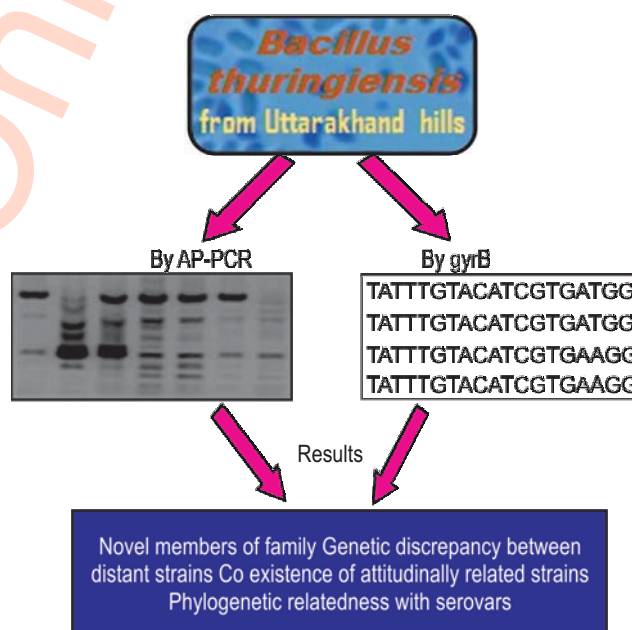 Bacillus
thuringiensis
from Uttarakhand hills
By AP-PCR
By gyrB
TATTTGTACATCGTGATGG
TATTTGTACATCGTGATGG
TATTTGTACATCGTGAAGG
TATTTGTACATCGTGAAGG
Results
Novel members of family Genetic discrepancy between
distant strains Co existence of attitudinally related strains
Phylogenetic relatedness with serovars